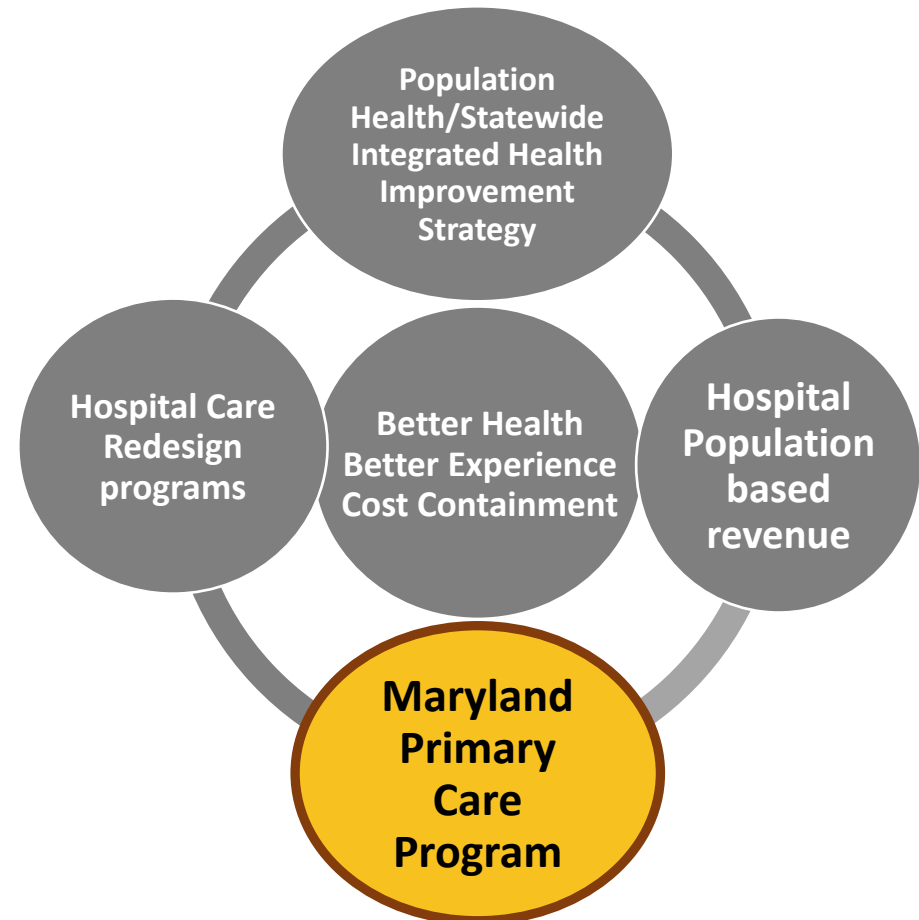 Population
Health/Statewide
Integrated Health
Improvement
Strategy
Hospital Care
Redesign
programs
Better Health
Better Experience
Cost Containment
Hospital
Population
based
revenue
Maryland
Primary
Care
Program